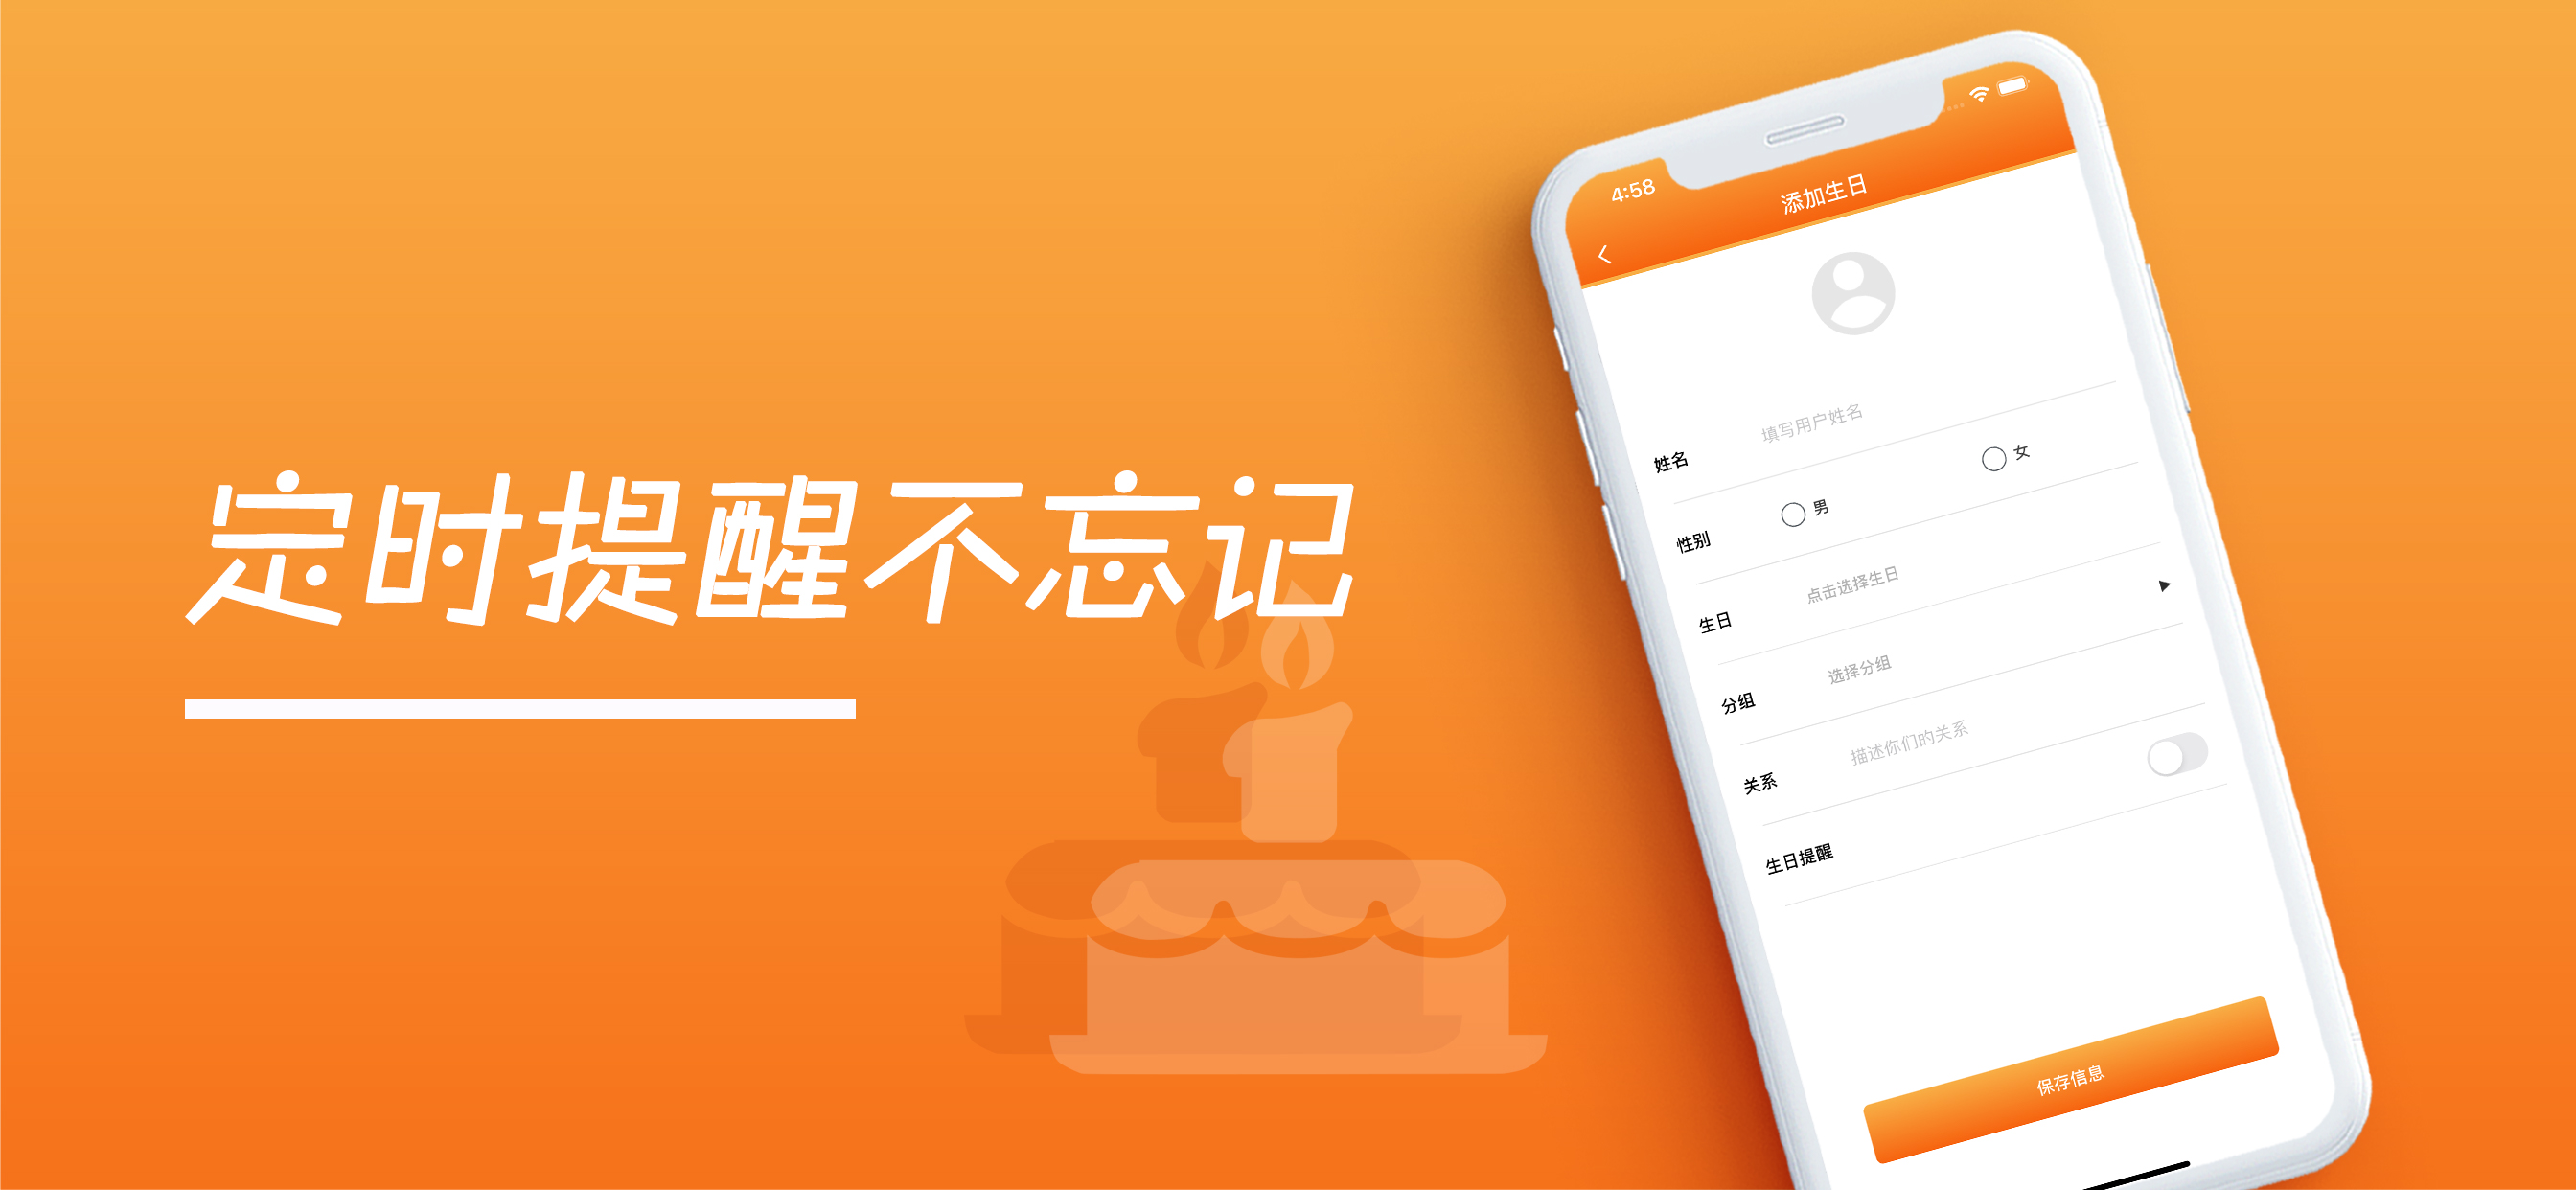 定时提醒不忘记
4:58
添加生日
姓名 填写用户姓名
性别 男 女
生日 点击选择生日
分组 选择分组
关系 描述你们的关系
生日提醒
保存信息